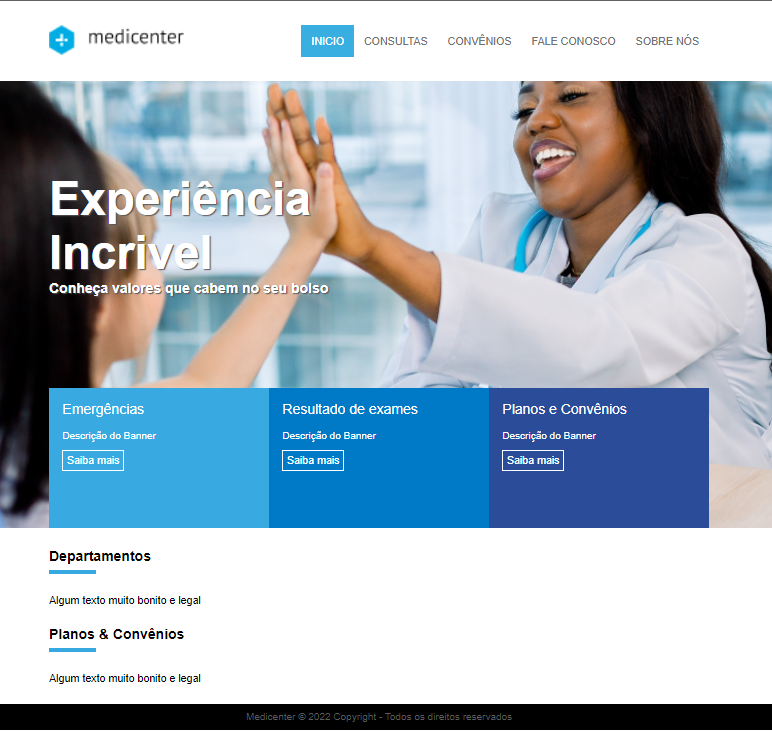 medicenter
INICIO CONSULTAS CONVÊNIOS FALE CONOSCO SOBRE NÓS
Experiência
Incrivel
Conheça valores que cabem no seu bolso
Emergências
Descrição do Banner
Saiba mais
Resultado de exames
Descrição do Banner
Saiba mais
Planos e Convênios
Descrição do Banner
Saiba mais
Departamentos
Algum texto muito bonito e legal
Planos & Convênios
Algum texto muito bonito e legal
Medicenter © 2022 Copyright - Todos os direitos reservados